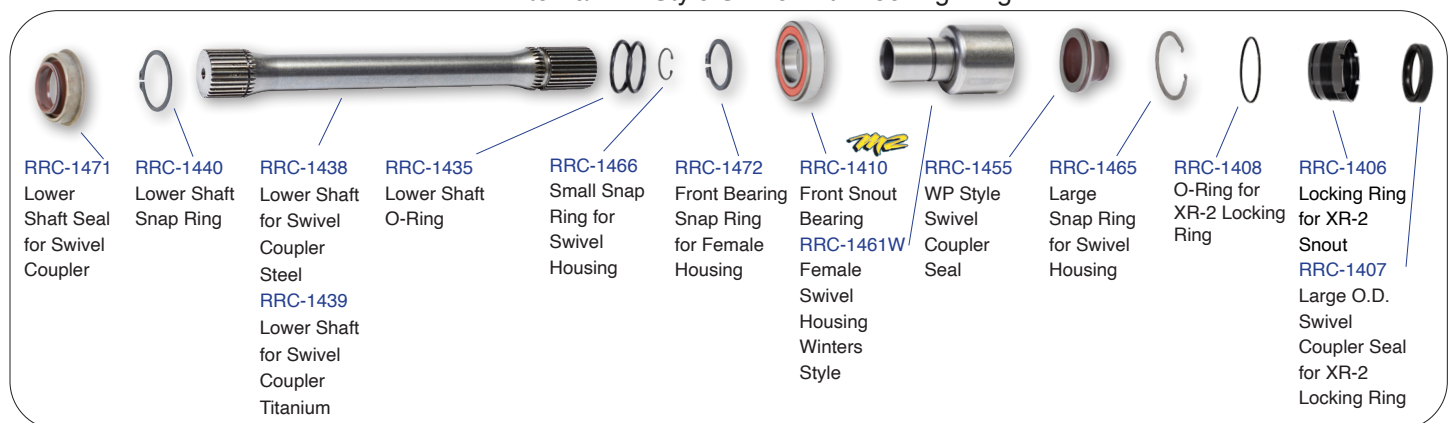 RRC-1471
Lower
Shaft Seal
for Swivel
Coupler
RRC-1440
Lower Shaft
Snap Ring
RRC-1438
Lower Shaft
for Swivel
Coupler
Steel
RRC-1439
Lower Shaft
for Swivel
Coupler
Titanium
RRC-1435
Lower Shaft
O-Ring
RRC-1466
Small Snap
Ring for
Swivel
Housing
RRC-1472
Front Bearing
Snap Ring
for Female
Housing
M2
RRC-1410
Front Snout
Bearing
RRC-1461W
Female
Swivel
Housing
Winters
Style
RRC-1455
WP Style
Swivel
Coupler
Seal
RRC-1465
Large
Snap Ring
for Swivel
Housing
RRC-1408
O-Ring for
XR-2 Locking
Ring
RRC-1406
Locking Ring
for XR-2
Snout
RRC-1407
Large O.D.
Swivel
Coupler Seal
for XR-2
Locking Ring